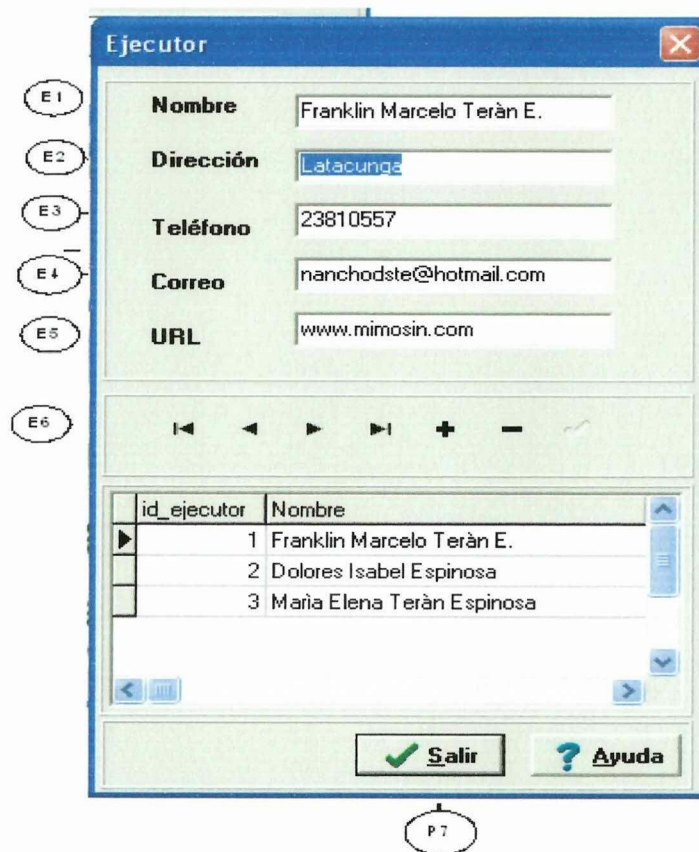 Ejecutor
E1 Nombre Franklin Marcelo Teràn E.
E2 Dirección Latacunga
E3 Teléfono 23810557
E4 Correo nanchodste@hotmail.com
E5 URL www.mimosin.com
E6
id_ejecutor Nombre
1 Franklin Marcelo Teràn E.
2 Dolores Isabel Espinosa
3 Marìa Elena Teràn Espinosa
Salir ? Ayuda
P 7